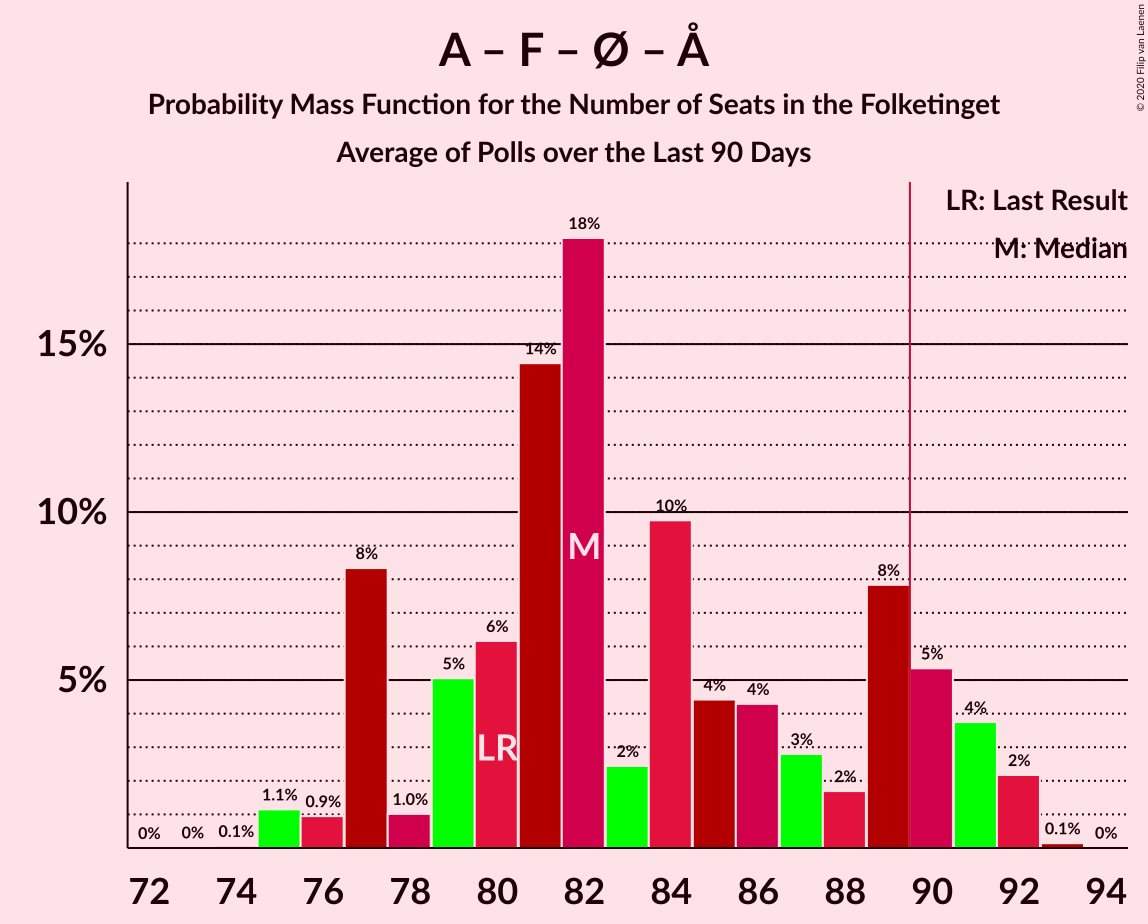 A – F – Ø – Å
Probability Mass Function for the Number of Seats in the Folketinget
Average of Polls over the Last 90 Days
© 2020 Filip van Laenen
LR: Last Result
M: Median
15%
10%
5%
0%
0%
0.1%
1.1%
0.9%
8%
1.0%
5%
6%
14%
18%
2%
10%
4%
4%
3%
2%
8%
5%
4%
2%
0.1%
0%
LR
M
72 74 76 78 80 82 84 86 88 90 92 94